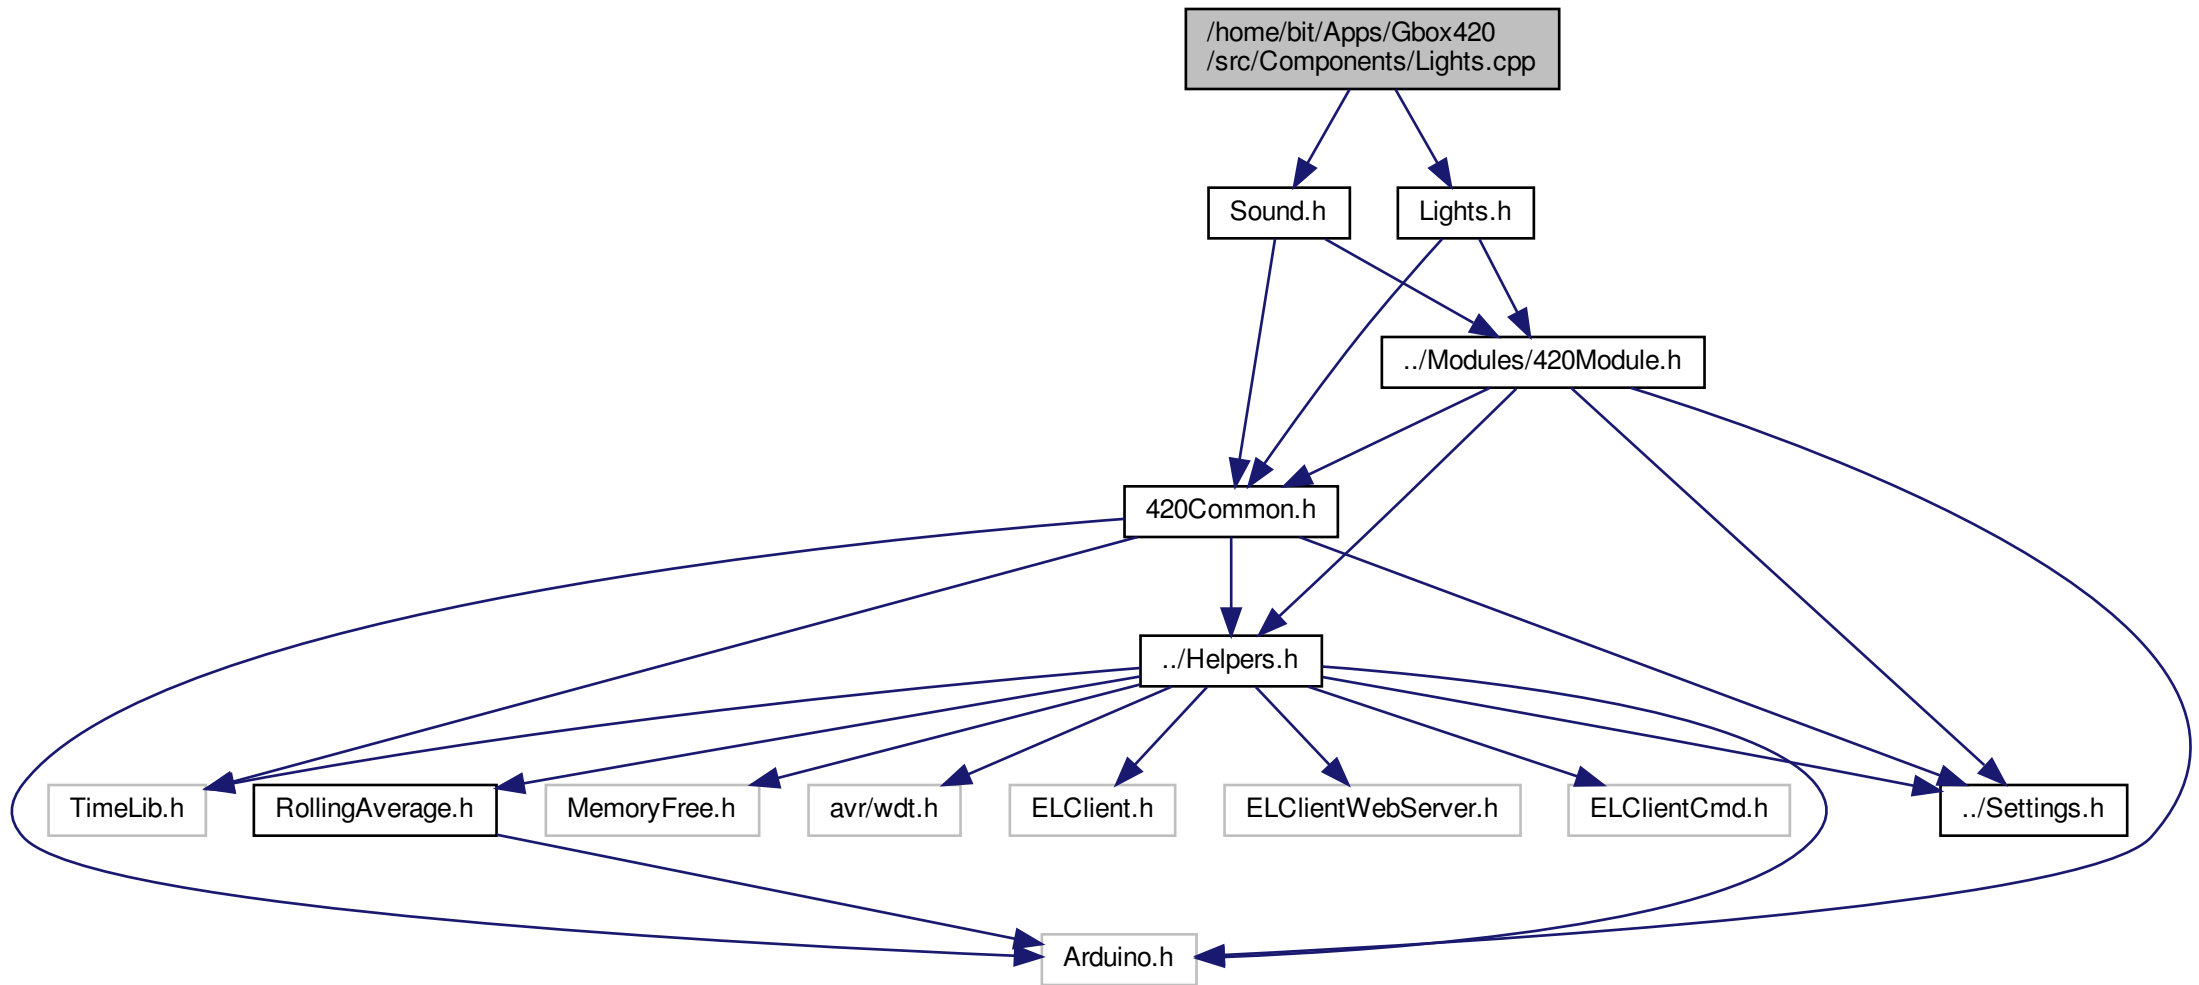 /home/bit/Apps/Gbox420
/src/Components/Lights.cpp
Sound.h
Lights.h
../Modules/420Module.h
420Common.h
../Helpers.h
TimeLib.h
RollingAverage.h
MemoryFree.h
avr/wdt.h
ELClient.h
ELClientWebServer.h
ELClientCmd.h
../Settings.h
Arduino.h